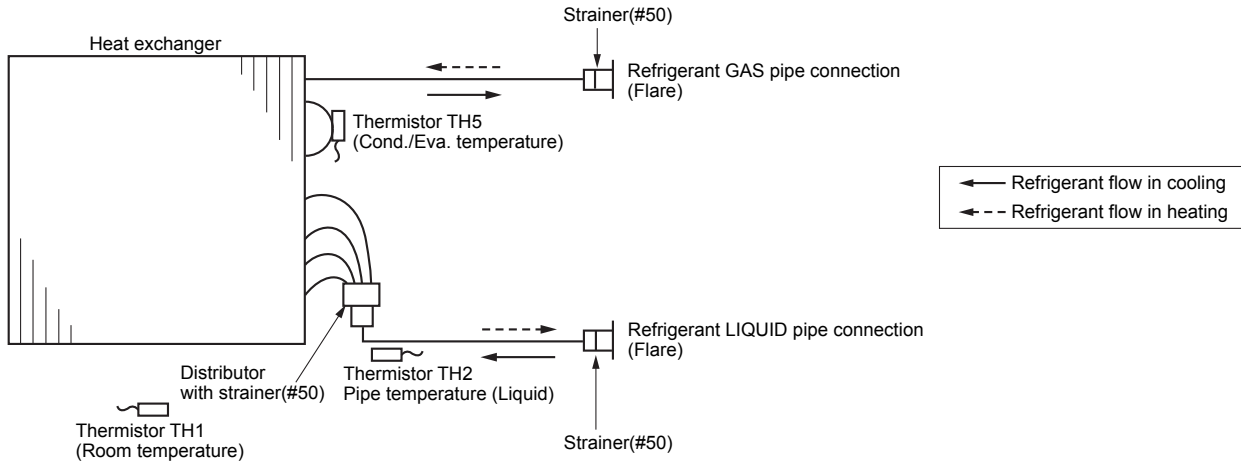 Strainer(#50)
Heat exchanger
Refrigerant GAS pipe connection
(Flare)
Thermistor TH5
(Cond./Eva. temperature)
Refrigerant flow in cooling
Refrigerant flow in heating
Refrigerant LIQUID pipe connection
(Flare)
Distributor
with strainer(#50)
Thermistor TH2
Pipe temperature (Liquid)
Thermistor TH1
(Room temperature)
Strainer(#50)